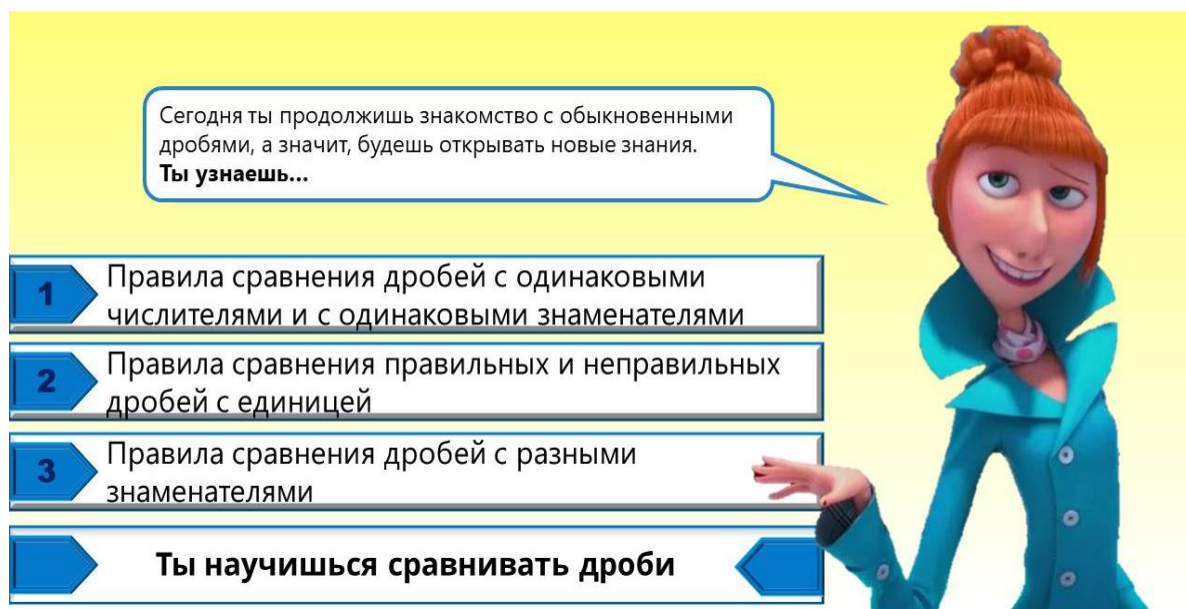 Сегодня ты продолжишь знакомство с обыкновенными
дробями, а значит, будешь открывать новые знания.
Ты узнаешь...
1
Правила сравнения дробей с одинаковыми
числителями и с одинаковыми знаменателями
2
Правила сравнения правильных и неправильных
дробей с единицей
3
Правила сравнения дробей с разными
знаменателями
Ты научишься сравнивать дроби